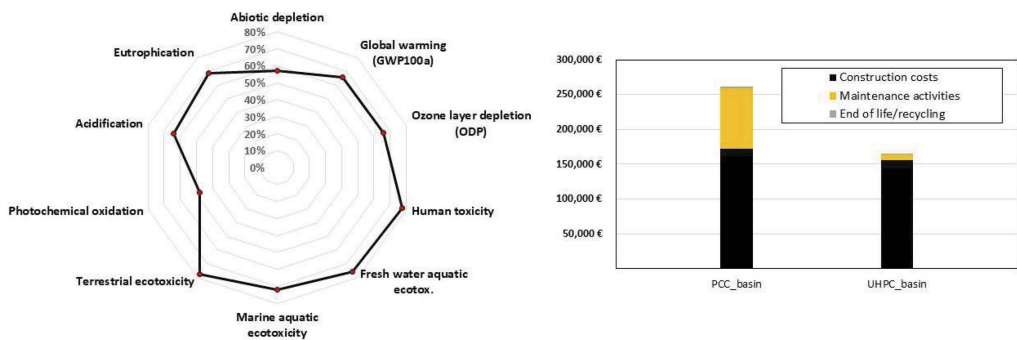 Abiotic depletion
80%
70%
60%
50%
40%
30%
20%
10%
0%
Global warming
(GWP100a)
Ozone layer depletion
(ODP)
Human toxicity
Fresh water aquatic
ecotox.
Marine aquatic
ecotoxicity
Terrestrial ecotoxicity
Photochemical oxidation
Acidification
Eutrophication
300,000 €
250,000 €
200,000 €
150,000 €
100,000 €
50,000 €
Construction costs
Maintenance activities
End of life/recycling
PCC_basin
UHPC_basin